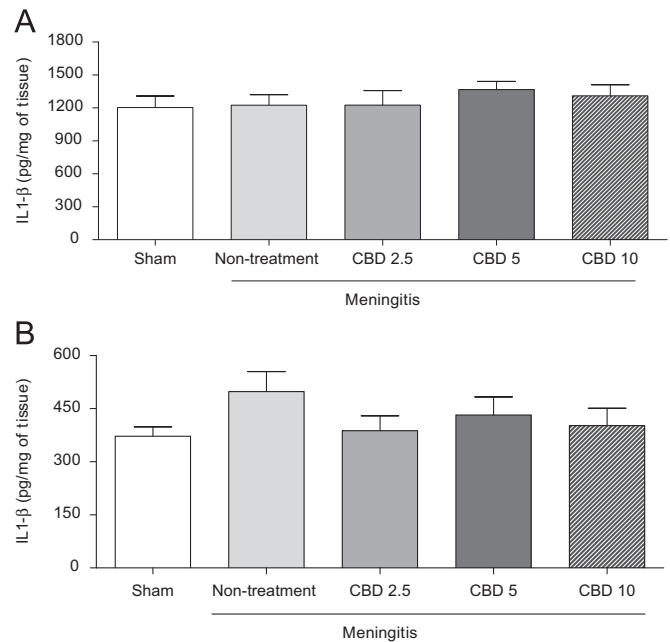 A
IL1-β (pg/mg of tissue)
1800
1500
1200
900
600
300
0
Sham Non-treatment CBD 2.5 CBD 5 CBD 10
Meningitis
B
IL1-β (pg/mg of tissue)
600
450
300
150
0
Sham Non-treatment CBD 2.5 CBD 5 CBD 10
Meningitis